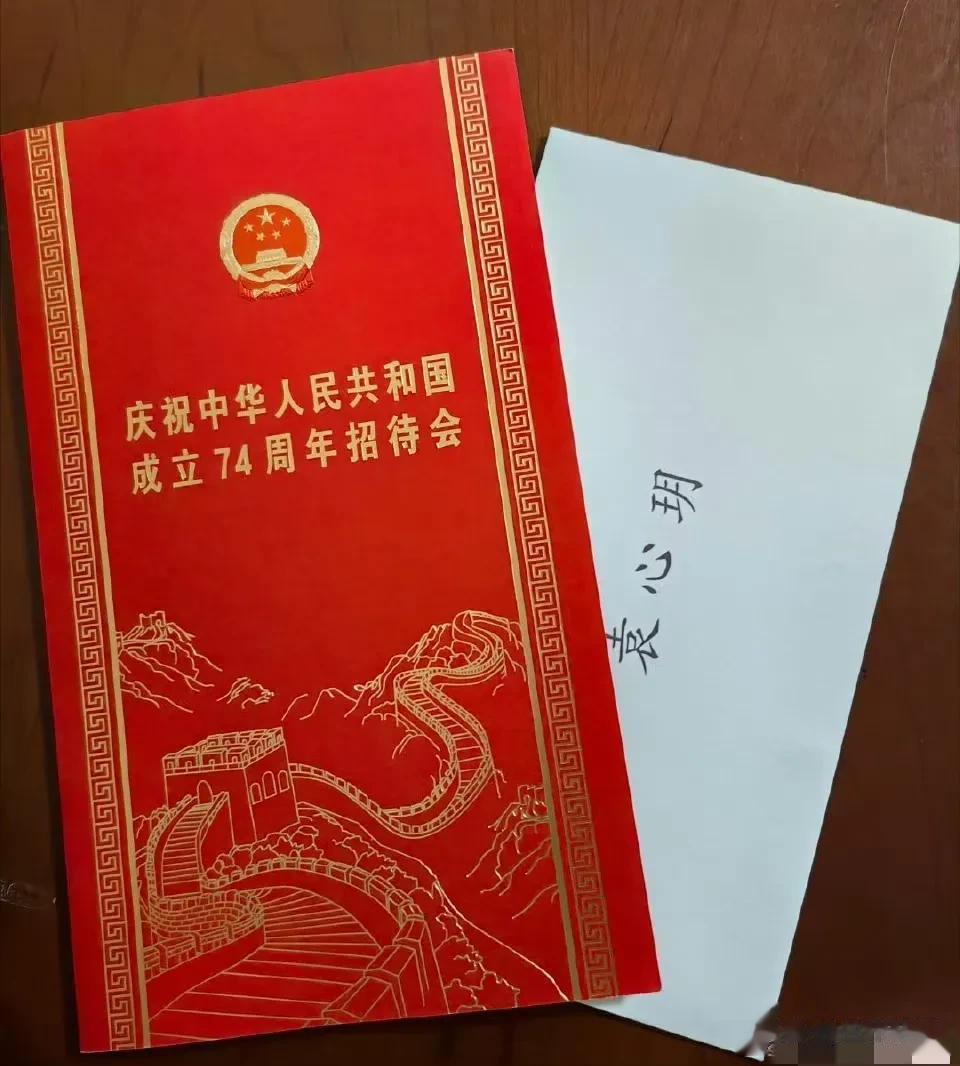 庆祝中华人民共和国
成立74周年招待会
袁心玥